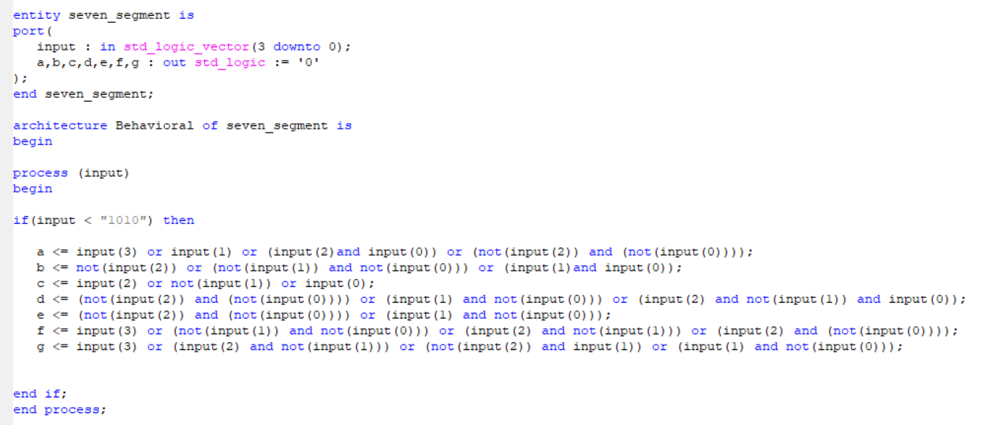 entity seven_segment is
port(
input : in std_logic_vector(3 downto 0);
a,b,c,d,e,f,g : out std_logic := '0'
);
end seven_segment;
architecture Behavioral of seven_segment is
begin
process (input)
begin
if(input < "1010") then
a <= input(3) or input(1) or (input(2)and input(0)) or (not(input(2)) and (not(input(0))));
b <= not(input(2)) or (not(input(1)) and not(input(0))) or (input(1)and input(0));
c <= input(2) or not(input(1)) or input(0);
d <= (not(input(2)) and (not(input(0)))) or (input(1) and not(input(0))) or (input(2) and not(input(1)) and input(0));
e <= (not(input(2)) and (not(input(0)))) or (input(1) and not(input(0)));
f <= input(3) or (not(input(1)) and not(input(0))) or (input(2) and not(input(1))) or (input(2) and (not(input(0))));
g <= input(3) or (input(2) and not(input(1))) or (not(input(2)) and input(1)) or (input(1) and not(input(0)));
end if;
end process;